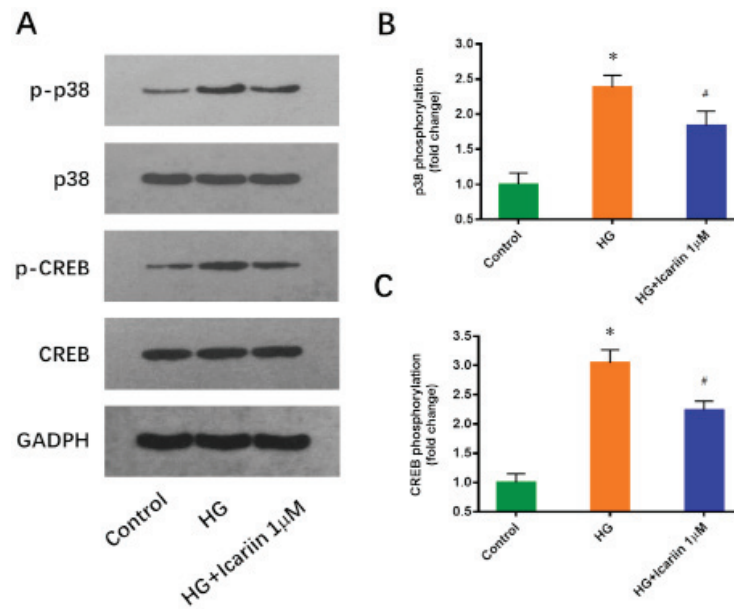 A
p-p38
p38
p-CREB
CREB
GADPH
Control
HG
HG+Icariin 1μM
B
p38 phosphorylation
(fold change)
3.0
2.5
2.0
1.5
1.0
0.5
*
#
Control
HG
HG+Icariin 1μM
C
CREB phosphorylation
(fold change)
3.5
3.0
2.5
2.0
1.5
1.0
0.5
*
#
Control
HG
HG+Icariin 1μM